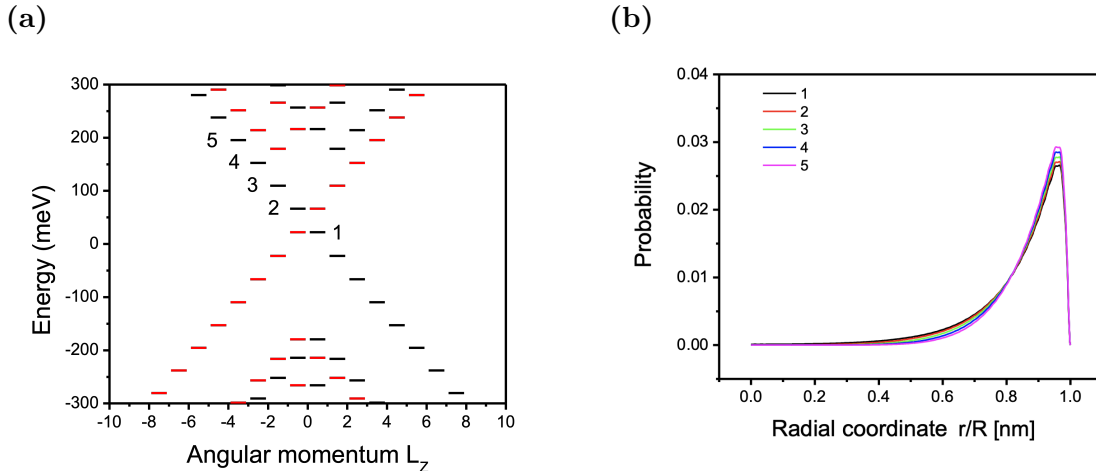 (a)
(b)
300
200
100
0
-100
-200
-300
-10 -8 -6 -4 -2 0 2 4 6 8 10
Energy (meV)
Angular momentum L_Z
5
4
3
2
1
0.04
0.03
0.02
0.01
0.00
0.0 0.2 0.4 0.6 0.8 1.0
Probability
Radial coordinate r/R [nm]
1
2
3
4
5